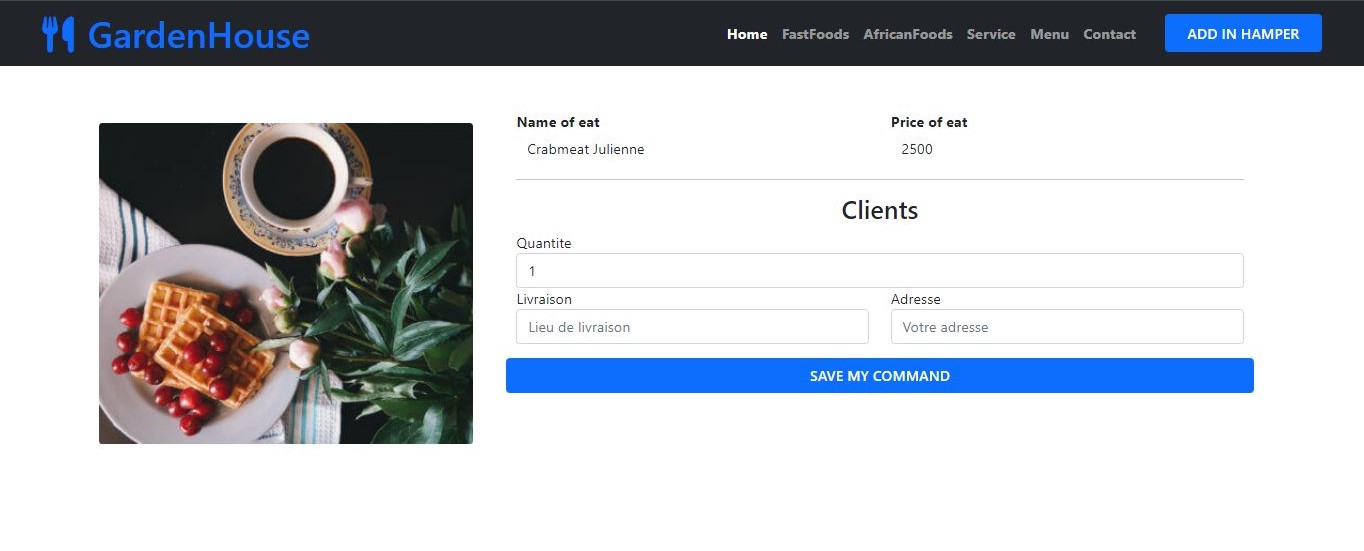 GardenHouse
Home FastFoods AfricanFoods Service Menu Contact ADD IN HAMPER
Name of eat Price of eat
Crabmeat Julienne 2500
Clients
Quantite
1
Livraison Adresse
Lieu de livraison Votre adresse
SAVE MY COMMAND